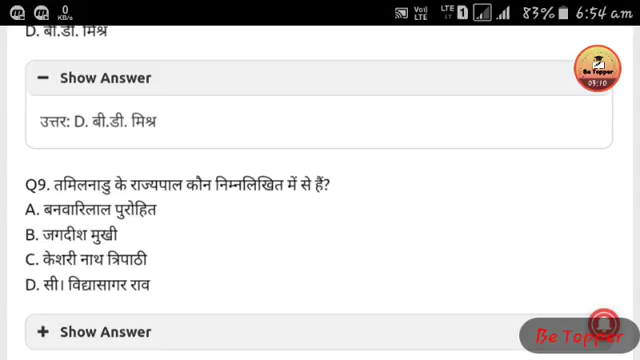 0
KB/s
Vo))
LTE
LTE
1
83%
6:54 am
D. बी.डी. मिश्र
− Show Answer
Be Topper
03:10
उत्तर: D. बी.डी. मिश्र
Q9. तमिलनाडु के राज्यपाल कौन निम्नलिखित में से हैं?
A. बनवारिलाल पुरोहित
B. जगदीश मुखी
C. केशरी नाथ त्रिपाठी
D. सी। विद्यासागर राव
+ Show Answer
Be Topper